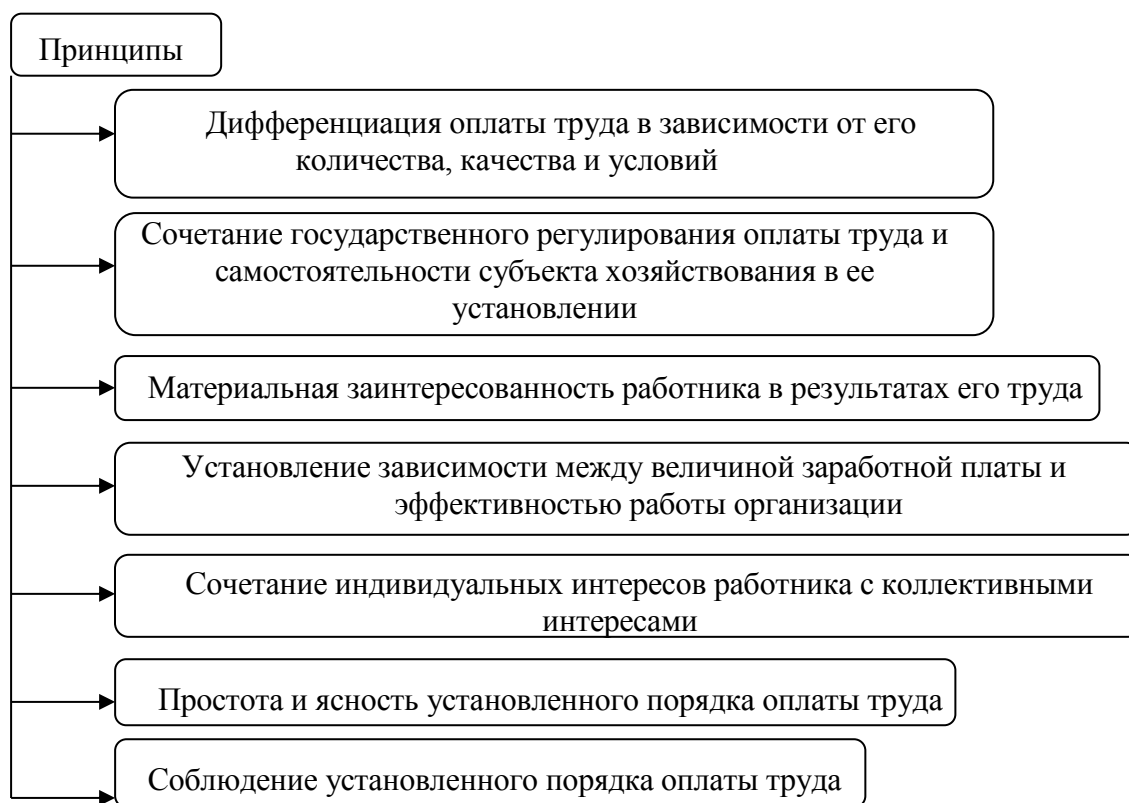 Принципы
Дифференциация оплаты труда в зависимости от его
количества, качества и условий
Сочетание государственного регулирования оплаты труда и
самостоятельности субъекта хозяйствования в ее
установлении
Материальная заинтересованность работника в результатах его труда
Установление зависимости между величиной заработной платы и
эффективностью работы организации
Сочетание индивидуальных интересов работника с коллективными
интересами
Простота и ясность установленного порядка оплаты труда
Соблюдение установленного порядка оплаты труда